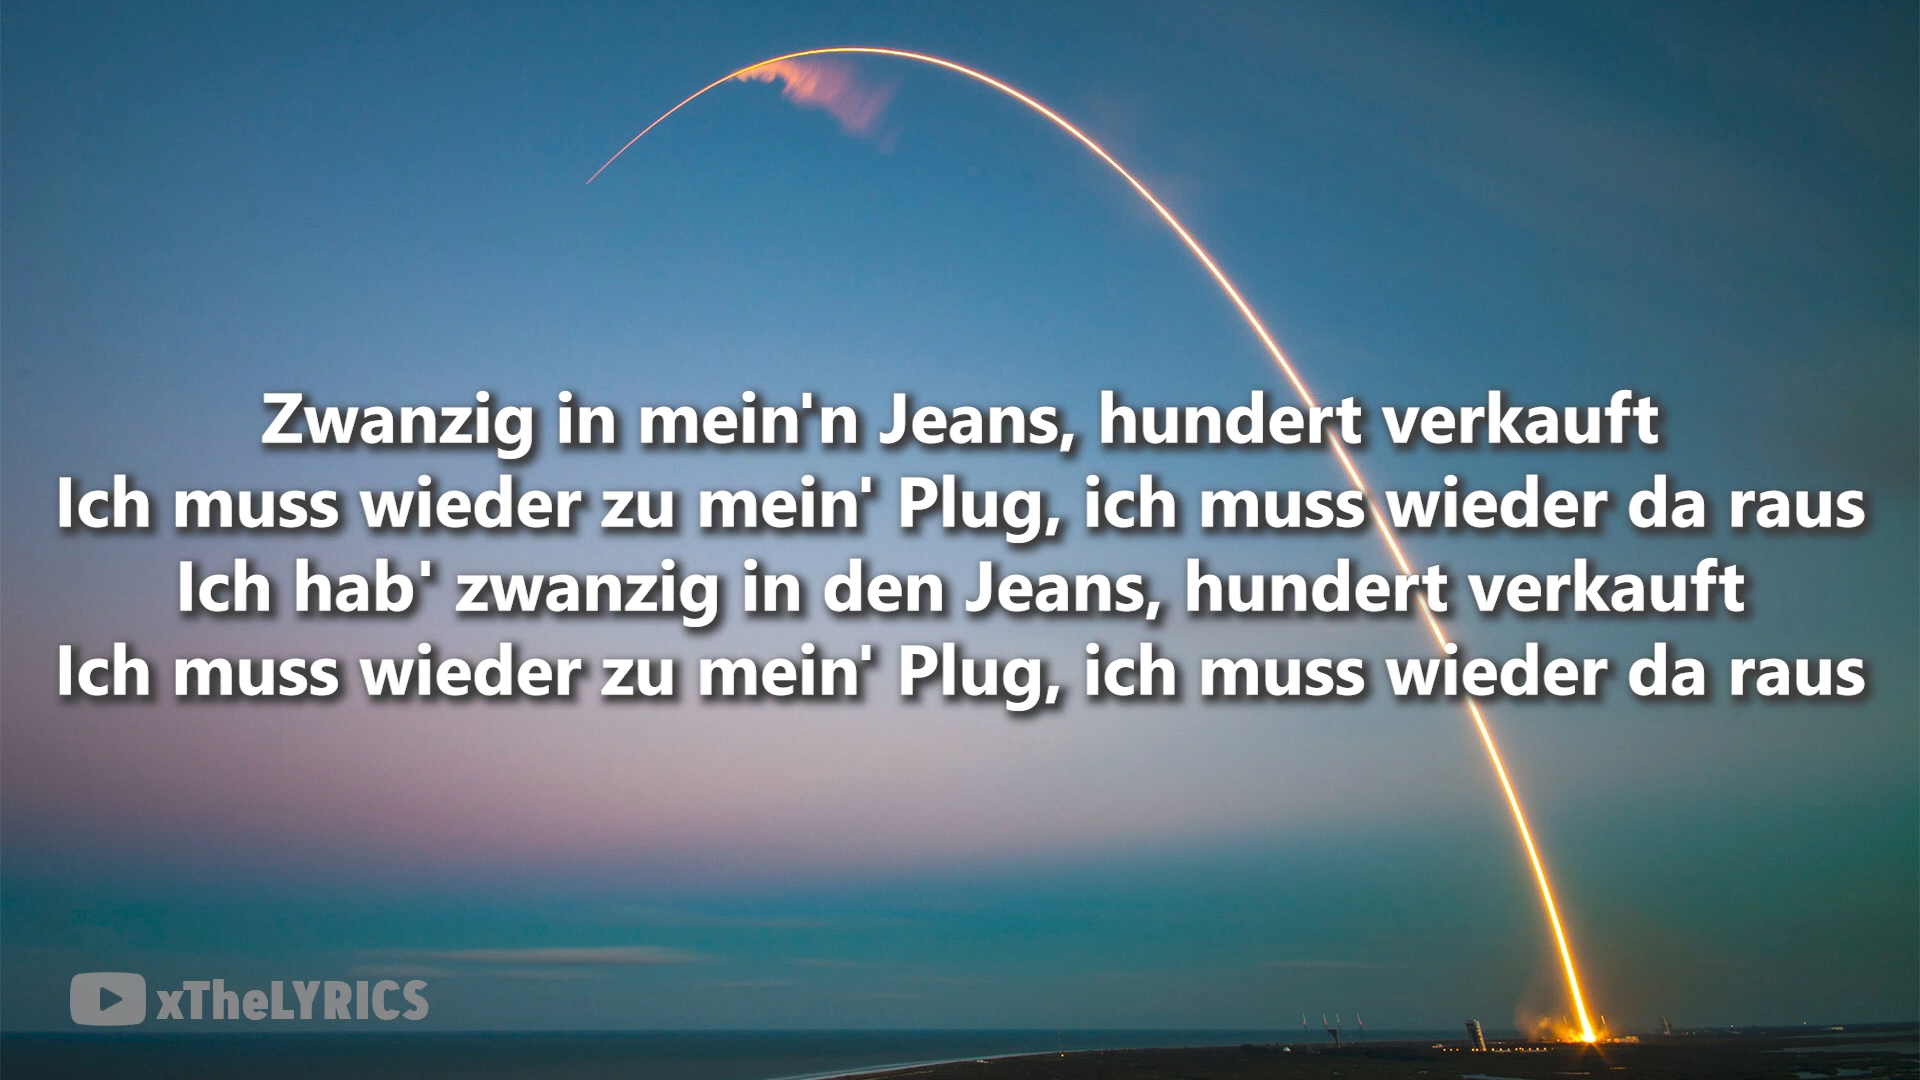 Zwanzig in mein'n Jeans, hundert verkauft
Ich muss wieder zu mein' Plug, ich muss wieder da raus
Ich hab' zwanzig in den Jeans, hundert verkauft
Ich muss wieder zu mein' Plug, ich muss wieder da raus
xTheLYRICS